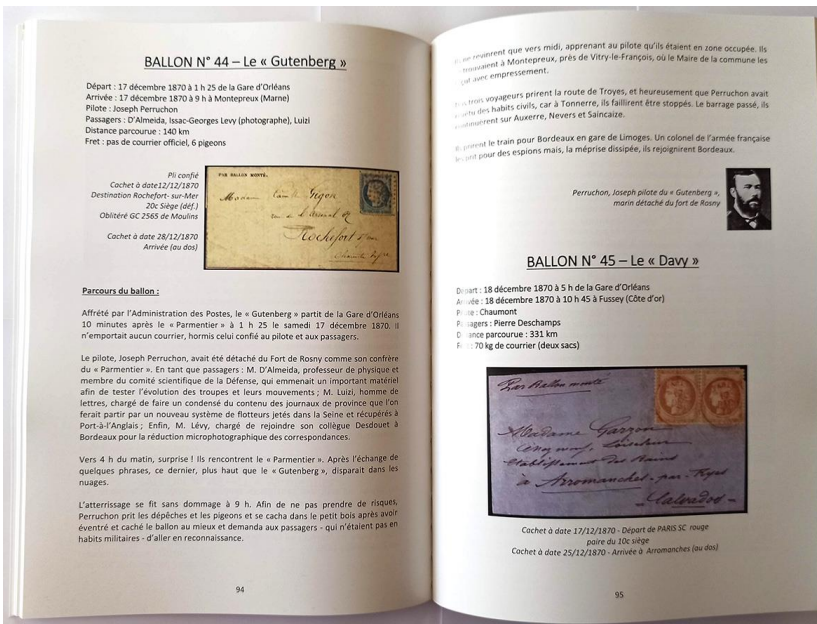 BALLON N° 44 – Le « Gutenberg »
Départ : 17 décembre 1870 à 1 h 25 de la Gare d'Orléans
Arrivée : 17 décembre 1870 à 9 h à Montepreux (Marne)
Pilote : Joseph Perruchon
Passagers : D'Almeida, Issac-Georges Levy (photographe), Luizi
Distance parcourue : 140 km
Fret : pas de courrier officiel, 6 pigeons
Pli confié
Cachet à date12/12/1870
Destination Rochefort- sur-Mer
20c Siège (déf.)
Oblitéré GC 2565 de Moulins
Cachet à date 28/12/1870
Arrivée (au dos)
PAR BALLON MONTÉ.
Gigon
Rochefort
Parcours du ballon :
Affrété par l'Administration des Postes, le « Gutenberg » partit de la Gare d'Orléans
10 minutes après le « Parmentier » à 1 h 25 le samedi 17 décembre 1870. Il
n'emportait aucun courrier, hormis celui confié au pilote et aux passagers.
Le pilote, Joseph Perruchon, avait été détaché du Fort de Rosny comme son confrère
du « Parmentier ». En tant que passagers : M. D'Almeida, professeur de physique et
membre du comité scientifique de la Défense, qui emmenait un important matériel
afin de tester l'évolution des troupes et leurs mouvements ; M. Luizi, homme de
lettres, chargé de faire un condensé du contenu des journaux de province que l'on
ferait partir par un nouveau système de flotteurs jetés dans la Seine et récupérés à
Port-à-l'Anglais ; Enfin, M. Lévy, chargé de rejoindre son collègue Desdouet à
Bordeaux pour la réduction microphotographique des correspondances.
Vers 4 h du matin, surprise ! Ils rencontrent le « Parmentier ». Après l'échange de
quelques phrases, ce dernier, plus haut que le « Gutenberg », disparait dans les
nuages.
L'atterrissage se fit sans dommage à 9 h. Afin de ne pas prendre de risques,
Perruchon prit les dépêches et les pigeons et se cacha dans le petit bois après avoir
éventré et caché le ballon au mieux et demanda aux passagers - qui n'étaient pas en
habits militaires - d'aller en reconnaissance.
94
ne revinrent que vers midi, apprenant au pilote qu'ils étaient en zone occupée. Ils
à Montepreux, près de Vitry-le-François, où le Maire de la commune les
avec empressement.
trois voyageurs prirent la route de Troyes, et heureusement que Perruchon avait
des habits civils, car à Tonnerre, ils faillirent être stoppés. Le barrage passé, ils
sur Auxerre, Nevers et Saincaize.
le train pour Bordeaux en gare de Limoges. Un colonel de l'armée française
pour des espions mais, la méprise dissipée, ils rejoignirent Bordeaux.
Perruchon, Joseph pilote du « Gutenberg »,
marin détaché du fort de Rosny
BALLON N° 45 – Le « Davy »
Départ : 18 décembre 1870 à 5 h de la Gare d'Orléans
Arrivée : 18 décembre 1870 à 10 h 45 à Fussey (Côte d'or)
: Chaumont
Passagers : Pierre Deschamps
Distance parcourue : 331 km
: 70 kg de courrier (deux sacs)
Par Ballon monté
Madame Garzon
Etablissement des Bains
à Arromanches-par-Ryes
Calvados
Cachet à date 17/12/1870 - Départ de PARIS SC rouge
paire du 10c siège
Cachet à date 25/12/1870 - Arrivée à Arromanches (au dos)
95